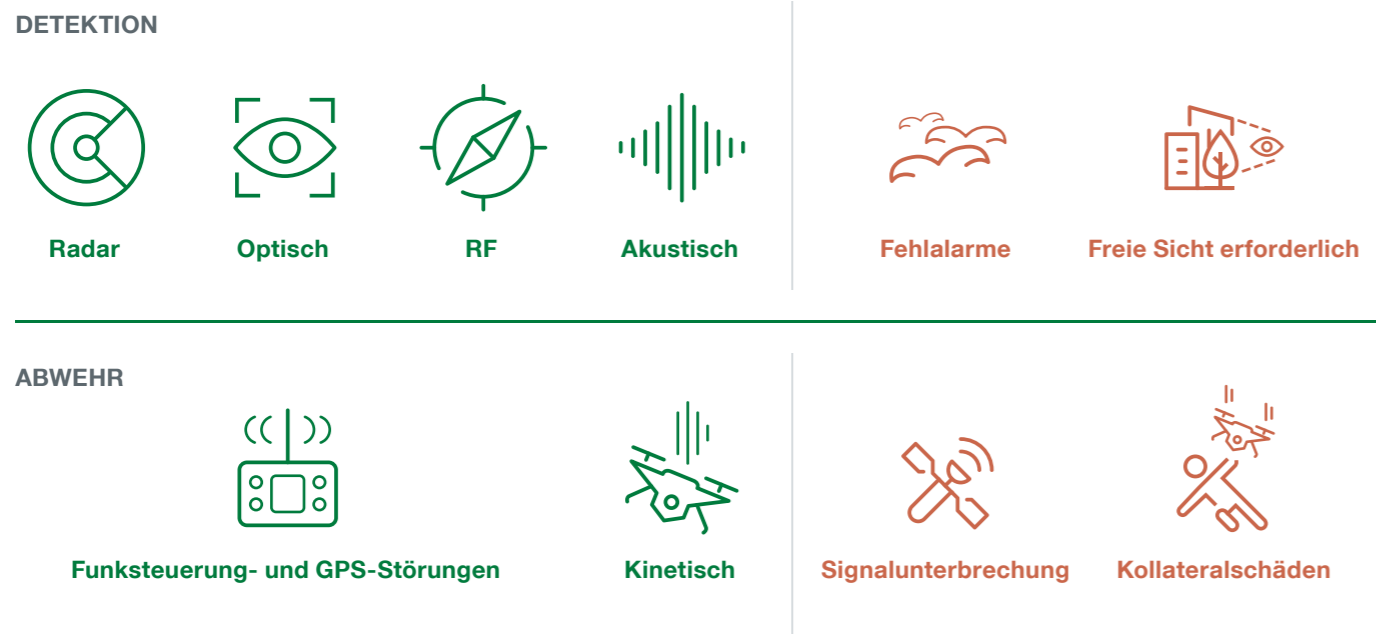 DETEKTION
Radar
Optisch
RF
Akustisch
Fehlalarme
Freie Sicht erforderlich
ABWEHR
Funksteuerung- und GPS-Störungen
Kinetisch
Signalunterbrechung
Kollateralschäden